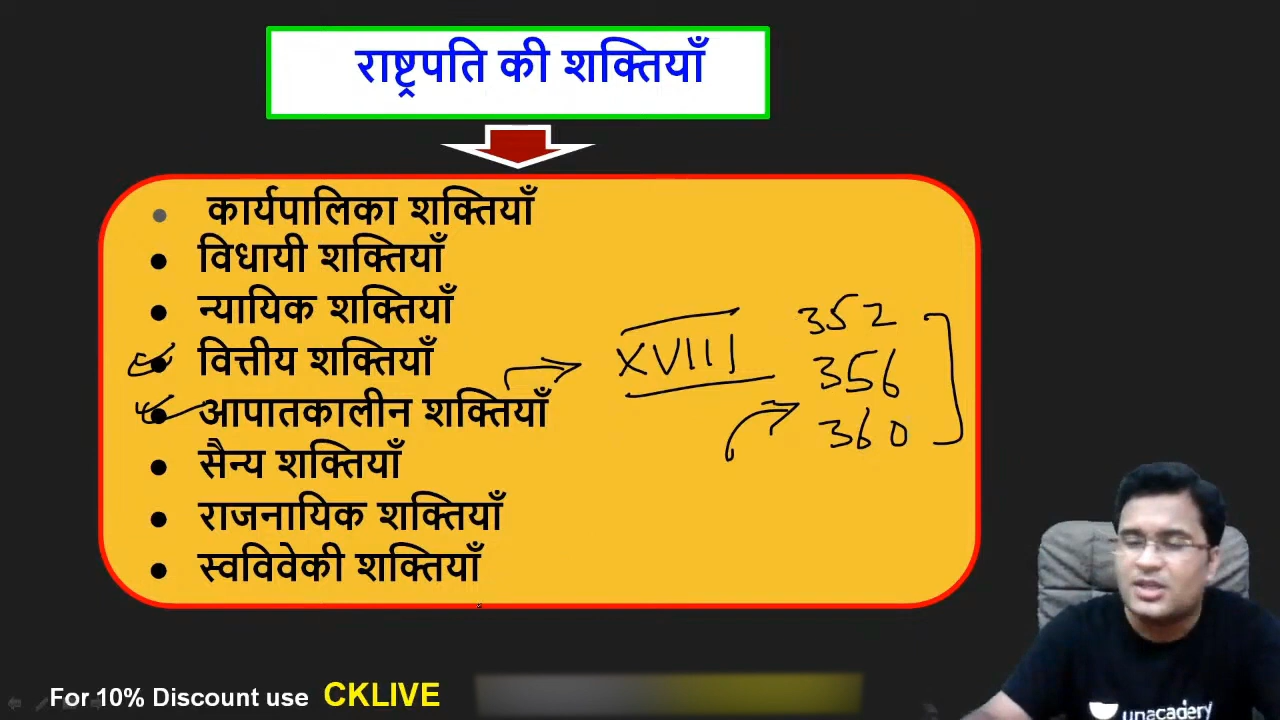 राष्ट्रपति की शक्तियाँ
• कार्यपालिका शक्तियाँ
• विधायी शक्तियाँ
• न्यायिक शक्तियाँ
• वित्तीय शक्तियाँ
• आपातकालीन शक्तियाँ
• सैन्य शक्तियाँ
• राजनायिक शक्तियाँ
• स्वविवेकी शक्तियाँ
XVIII
352
356
360
For 10% Discount use CKLIVE
unacademy